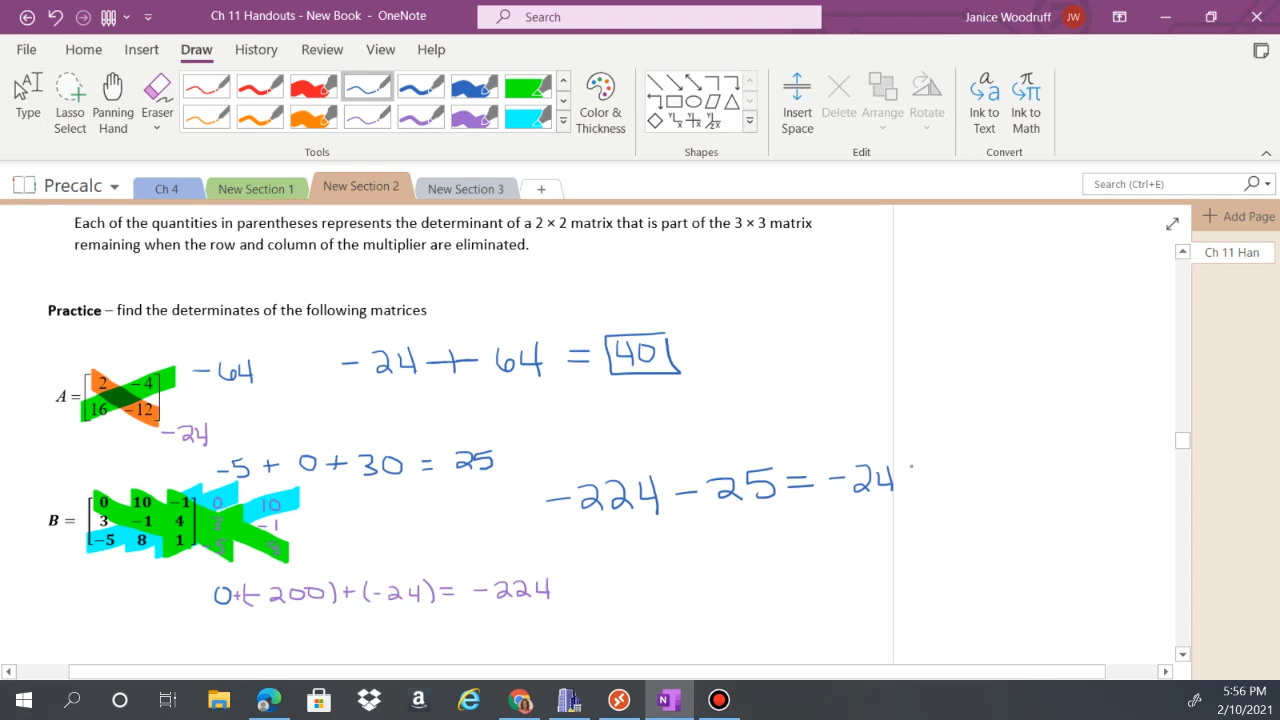 Ch 11 Handouts - New Book - OneNote
Search
Janice Woodruff
JW
File Home Insert Draw History Review View Help
Type
Lasso Select
Panning Hand
Eraser
Color & Thickness
Insert Space
Delete
Arrange
Rotate
Ink to Text
Ink to Math
Tools
Shapes
Edit
Convert
Precalc
Ch 4
New Section 1
New Section 2
New Section 3
+
Search (Ctrl+E)
Add Page
Ch 11 Han
Each of the quantities in parentheses represents the determinant of a 2 × 2 matrix that is part of the 3 × 3 matrix
remaining when the row and column of the multiplier are eliminated.
Practice – find the determinates of the following matrices
-64
-24 + 64 = 40
2 -4
A =
16 -12
-24
-5 + 0 + 30 = 25
-224 - 25 = -24
0 10 -1 0 10
B = 3 -1 4 3 -1
-5 8 1 -5 8
0+(-200)+(-24)= -224
5:56 PM
2/10/2021